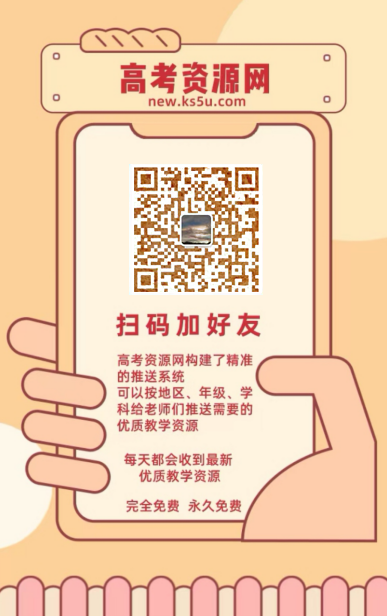 高考资源网
new.ks5u.com
扫码加好友
高考资源网构建了精准
的推送系统
可以按地区、年级、学
科给老师们推送需要的
优质教学资源
每天都会收到最新
优质教学资源
完全免费 永久免费